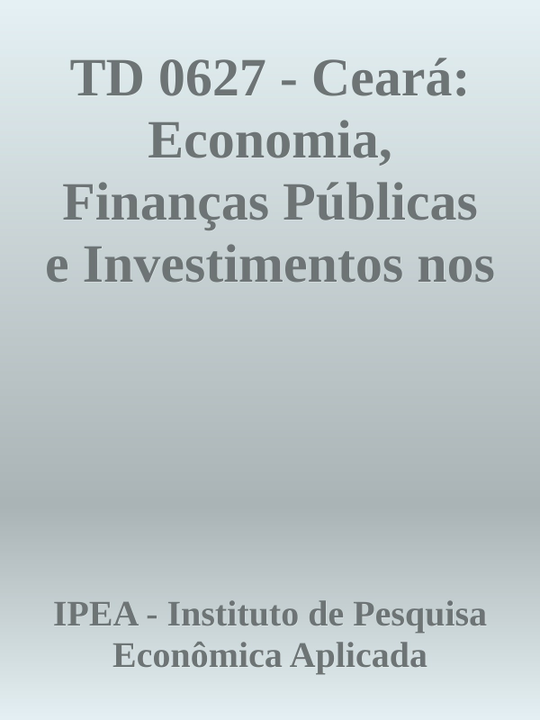 TD 0627 - Ceará:
Economia,
Finanças Públicas
e Investimentos nos
IPEA - Instituto de Pesquisa
Econômica Aplicada